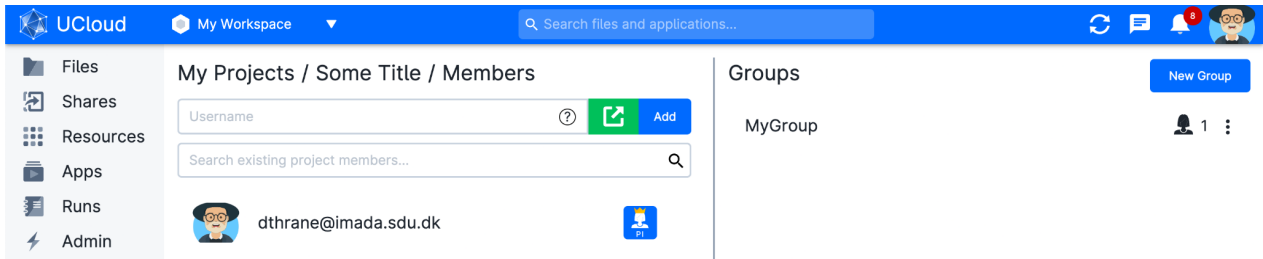 UCloud
My Workspace
Search files and applications...
8
Files
Shares
Resources
Apps
Runs
Admin
My Projects / Some Title / Members
Username
?
Add
Search existing project members...
dthrane@imada.sdu.dk
PI
Groups
New Group
MyGroup
1